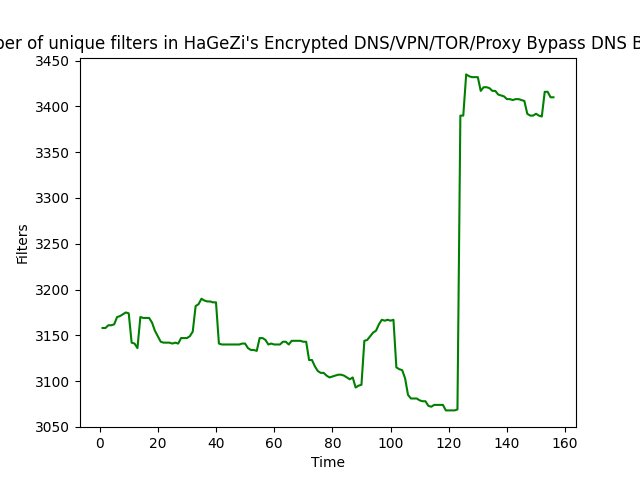 ber of unique filters in HaGeZi's Encrypted DNS/VPN/TOR/Proxy Bypass DNS B
3450
3400
3350
3300
3250
3200
3150
3100
3050
Filters
0 20 40 60 80 100 120 140 160
Time